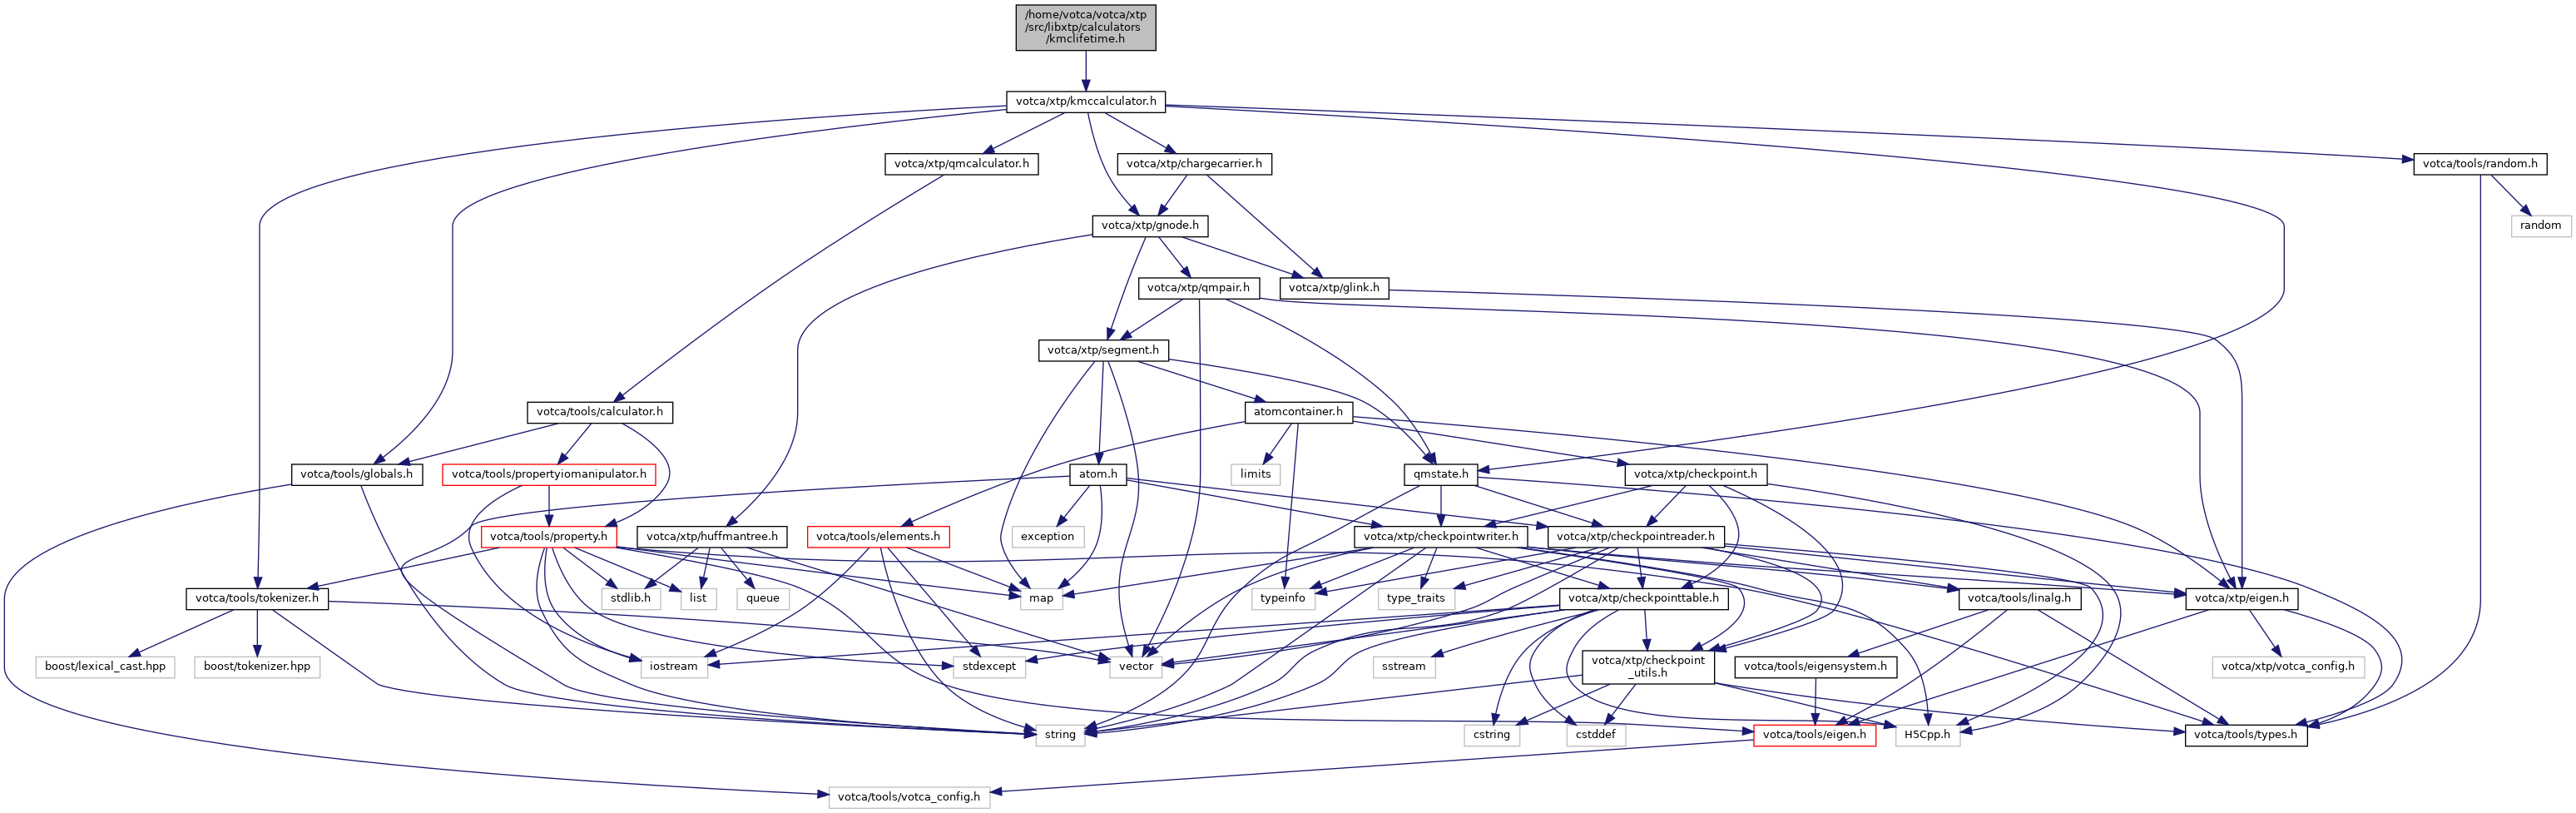 /home/votca/votca/xtp
/src/libxtp/calculators
/kmclifetime.h
votca/xtp/kmccalculator.h
votca/xtp/qmcalculator.h
votca/xtp/chargecarrier.h
votca/tools/random.h
votca/xtp/gnode.h
random
votca/xtp/qmpair.h
votca/xtp/glink.h
votca/xtp/segment.h
votca/tools/calculator.h
atomcontainer.h
votca/tools/globals.h
votca/tools/propertyiomanipulator.h
atom.h
limits
qmstate.h
votca/xtp/checkpoint.h
votca/tools/property.h
votca/xtp/huffmantree.h
votca/tools/elements.h
exception
votca/xtp/checkpointwriter.h
votca/xtp/checkpointreader.h
votca/tools/tokenizer.h
stdlib.h
list
queue
map
typeinfo
type_traits
votca/xtp/checkpointtable.h
votca/tools/linalg.h
votca/xtp/eigen.h
boost/lexical_cast.hpp
boost/tokenizer.hpp
iostream
stdexcept
vector
sstream
votca/xtp/checkpoint
_utils.h
votca/tools/eigensystem.h
votca/xtp/votca_config.h
string
cstring
cstddef
votca/tools/eigen.h
H5Cpp.h
votca/tools/types.h
votca/tools/votca_config.h